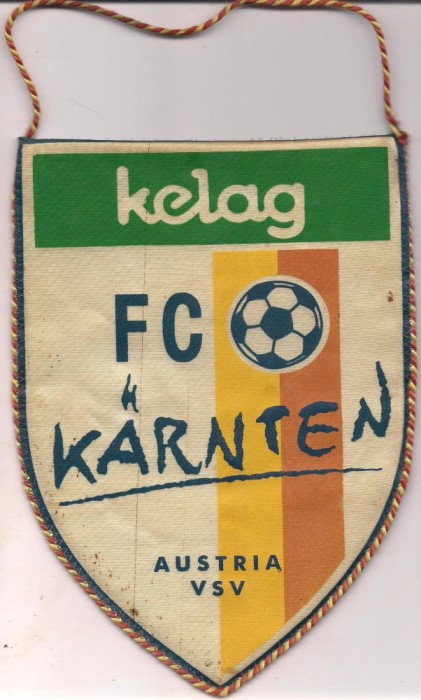 kelag
FC
KÄRNTEN
AUSTRIA
VSV